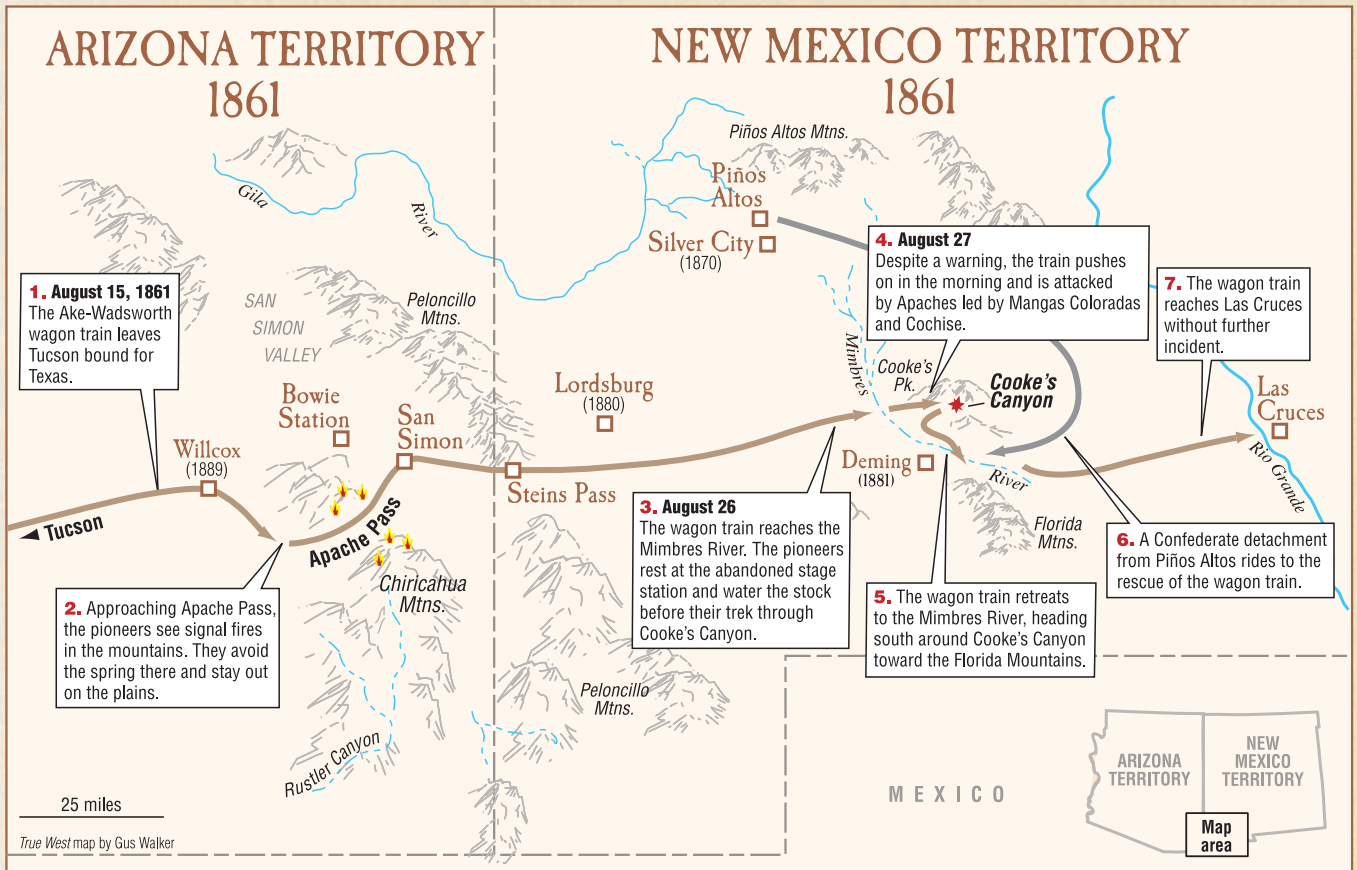 ARIZONA TERRITORY
1861
NEW MEXICO TERRITORY
1861
Piños Altos Mtns.
Gila
River
Piños
Altos
Silver City
(1870)
1. August 15, 1861
The Ake-Wadsworth
wagon train leaves
Tucson bound for
Texas.
SAN
SIMON
VALLEY
Peloncillo
Mtns.
4. August 27
Despite a warning, the train pushes
on in the morning and is attacked
by Apaches led by Mangas Coloradas
and Cochise.
7. The wagon train
reaches Las Cruces
without further
incident.
Mimbres
Cooke's
Pk.
Cooke's
Canyon
Bowie
Station
Lordsburg
(1880)
San
Simon
Las
Cruces
Willcox
(1889)
Steins Pass
Deming
(1881)
River
Rio Grande
Tucson
Apache Pass
3. August 26
The wagon train reaches the
Mimbres River. The pioneers
rest at the abandoned stage
station and water the stock
before their trek through
Cooke's Canyon.
Florida
Mtns.
6. A Confederate detachment
from Piños Altos rides to the
rescue of the wagon train.
Chiricahua
Mtns.
2. Approaching Apache Pass,
the pioneers see signal fires
in the mountains. They avoid
the spring there and stay out
on the plains.
5. The wagon train retreats
to the Mimbres River, heading
south around Cooke's Canyon
toward the Florida Mountains.
Peloncillo
Mtns.
Rustler Canyon
MEXICO
ARIZONA
TERRITORY
NEW
MEXICO
TERRITORY
Map
area
25 miles
True West map by Gus Walker